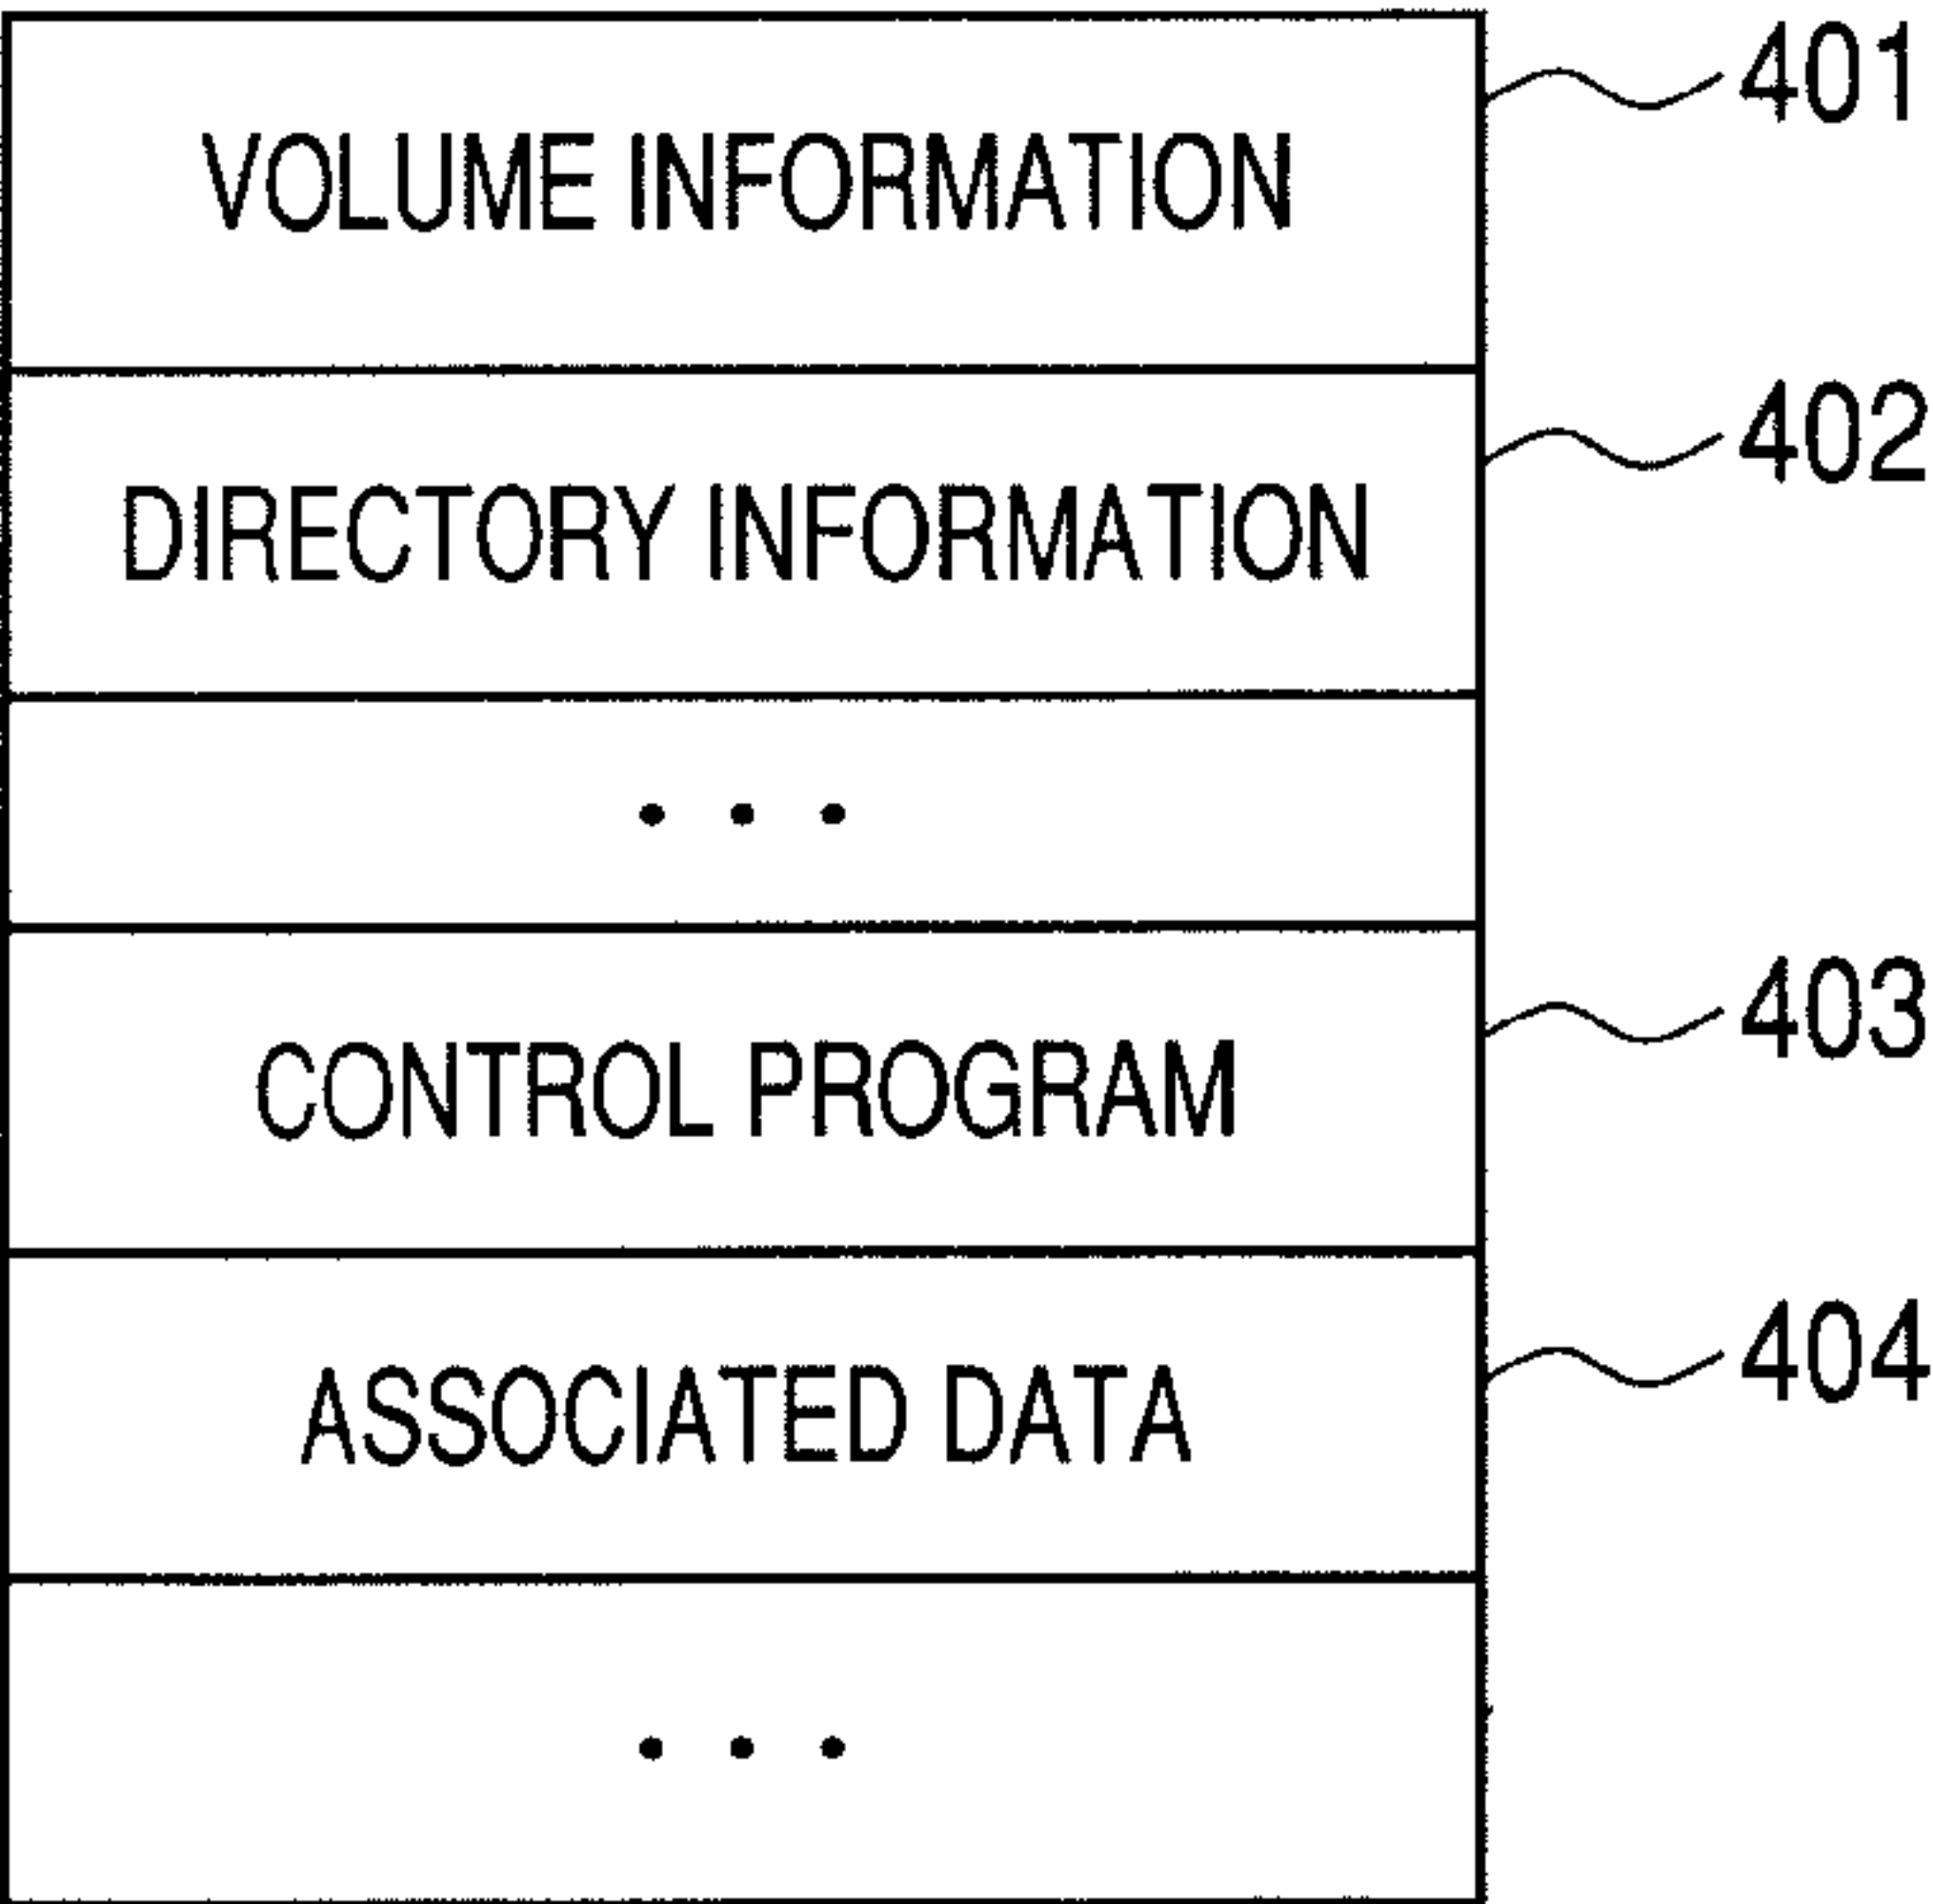 VOLUME INFORMATION 401
DIRECTORY INFORMATION 402
• • •
CONTROL PROGRAM 403
ASSOCIATED DATA 404
• • •